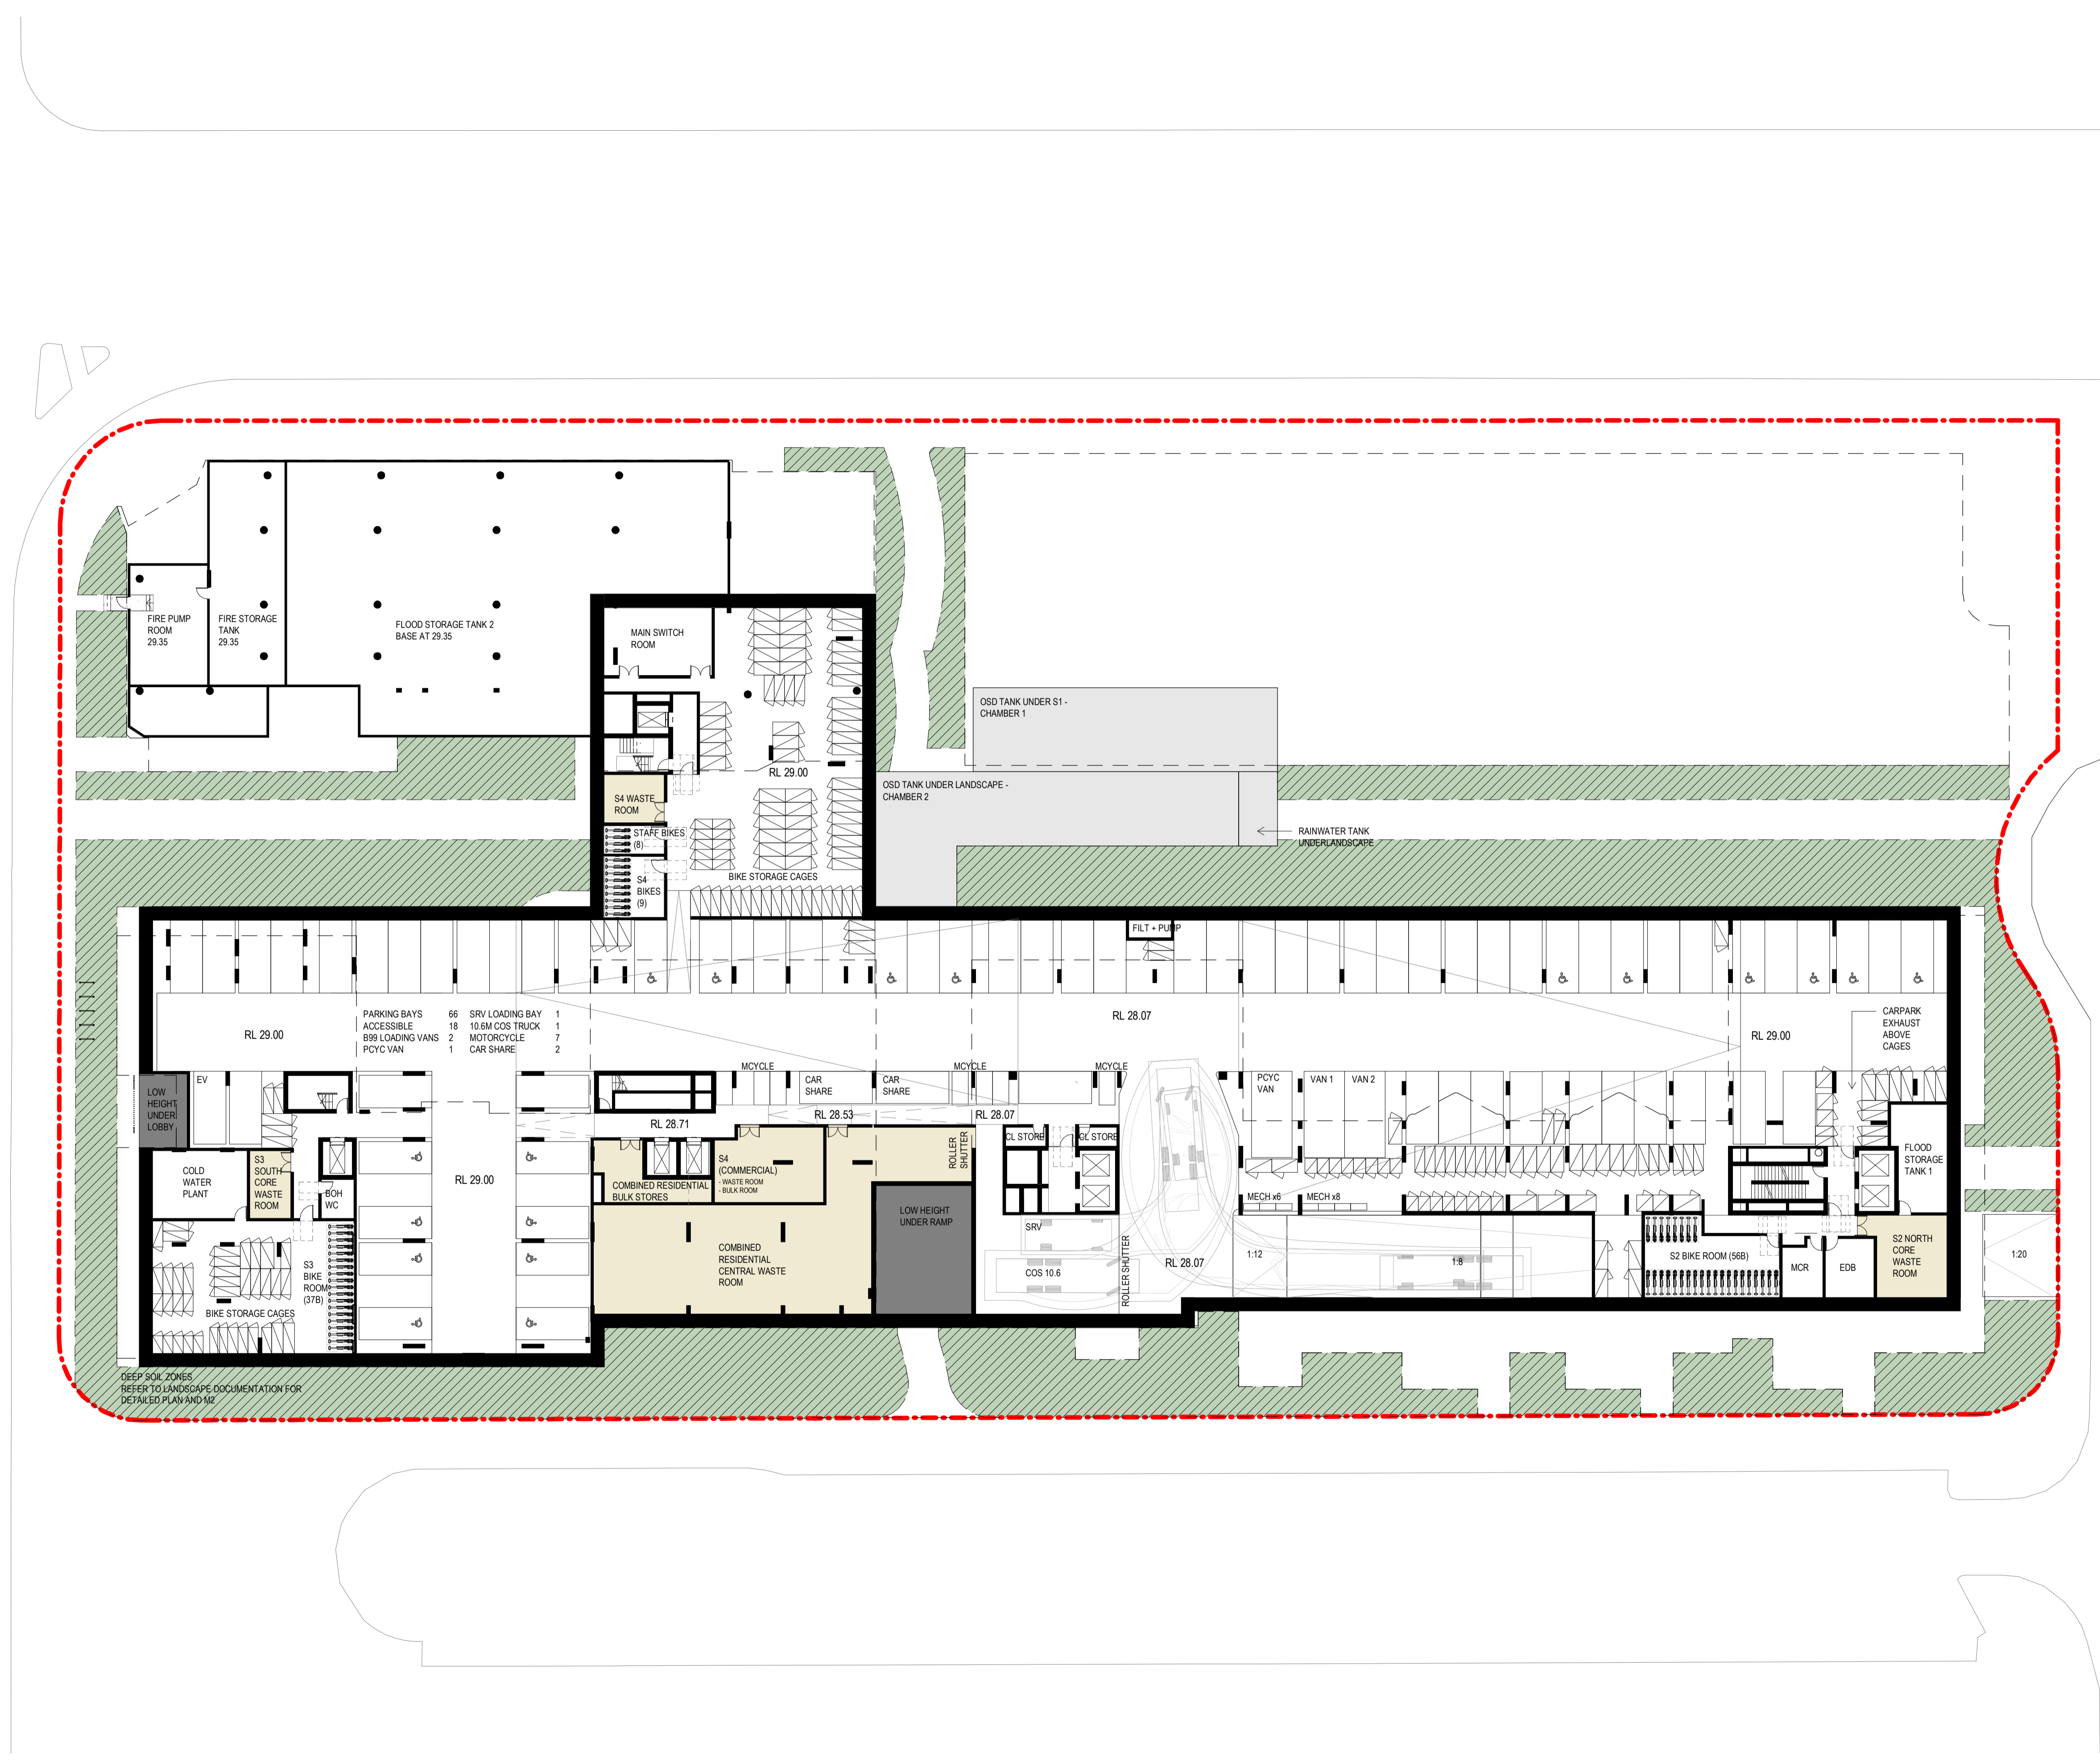 FIRE PUMP
ROOM
29.35
FIRE STORAGE
TANK
29.35
FLOOD STORAGE TANK 2
BASE AT 29.35
MAIN SWITCH
ROOM
OSD TANK UNDER S1 -
CHAMBER 1
RL 29.00
OSD TANK UNDER LANDSCAPE -
CHAMBER 2
S4 WASTE
ROOM
RAINWATER TANK
UNDERLANDSCAPE
STAFF BIKES
(8)
BIKE STORAGE CAGES
S4
BIKES
(9)
FILT + PUMP
RL 29.00
PARKING BAYS 66 SRV LOADING BAY 1
ACCESSIBLE 18 10.6M COS TRUCK 1
B99 LOADING VANS 2 MOTORCYCLE 7
PCYC VAN 1 CAR SHARE 2
RL 28.07
RL 29.00
CARPARK
EXHAUST
ABOVE
CAGES
LOW
HEIGHT
UNDER
LOBBY
EV
MCYCLE
CAR
SHARE
CAR
SHARE
MCYCLE
MCYCLE
PCYC
VAN
VAN 1
VAN 2
RL 28.71
RL 28.53
RL 28.07
CL STORE
CL STORE
ROLLER
SHUTTER
COLD
WATER
PLANT
S3
SOUTH
CORE
WASTE
ROOM
BOH
WC
RL 29.00
COMBINED RESIDENTIAL
BULK STORES
S4
(COMMERCIAL)
- WASTE ROOM
- BULK ROOM
LOW HEIGHT
UNDER RAMP
FLOOD
STORAGE
TANK 1
MECH x6
MECH x8
SRV
COS 10.6
ROLLER SHUTTER
RL 28.07
1:12
1:8
S2 BIKE ROOM (56B)
MCR
EDB
S2 NORTH
CORE
WASTE
ROOM
1:20
S3
BIKE
ROOM
(37B)
BIKE STORAGE CAGES
COMBINED
RESIDENTIAL
CENTRAL WASTE
ROOM
DEEP SOIL ZONES
REFER TO LANDSCAPE DOCUMENTATION FOR
DETAILED PLAN AND M2